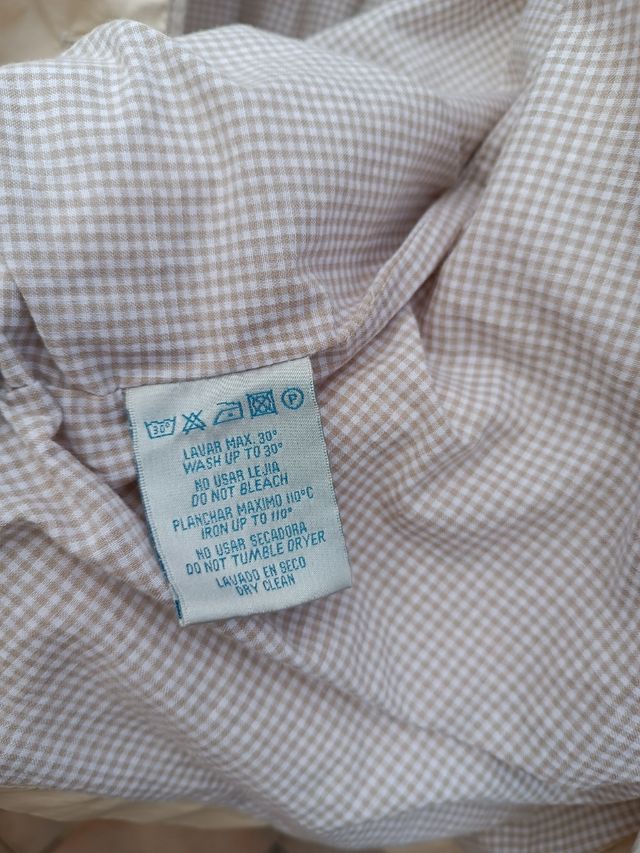 30° P
LAVAR MAX. 30°
WASH UP TO 30°
NO USAR LEJIA
DO NOT BLEACH
PLANCHAR MAXIMO 110°C
IRON UP TO 110°
NO USAR SECADORA
DO NOT TUMBLE DRYER
LAVADO EN SECO
DRY CLEAN